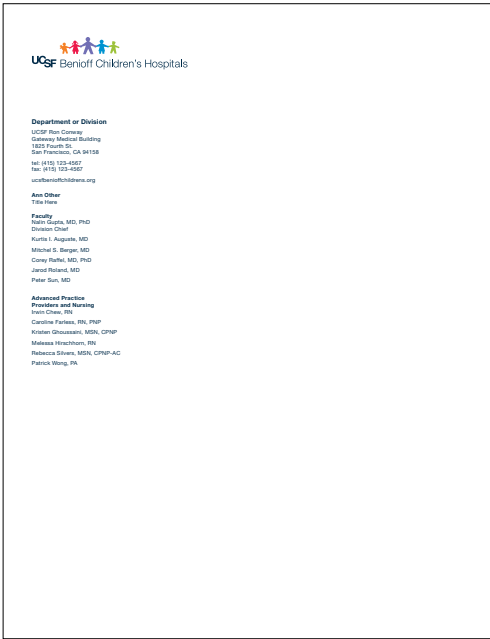 UCSF Benioff Children's Hospitals
Department or Division
UCSF Ron Conway
Gateway Medical Building
1825 Fourth St.
San Francisco, CA 94158
tel: (415) 123-4567
fax: (415) 123-4567
ucsfbenioffchildrens.org
Ann Other
Title Here
Faculty
Nalin Gupta, MD, PhD
Division Chief
Kurtis I. Auguste, MD
Mitchel S. Berger, MD
Corey Raffel, MD, PhD
Jarod Roland, MD
Peter Sun, MD
Advanced Practice
Providers and Nursing
Irwin Chew, RN
Caroline Farless, RN, PNP
Kristen Ghoussaini, MSN, CPNP
Melessa Hirschhorn, RN
Rebecca Silvers, MSN, CPNP-AC
Patrick Wong, PA